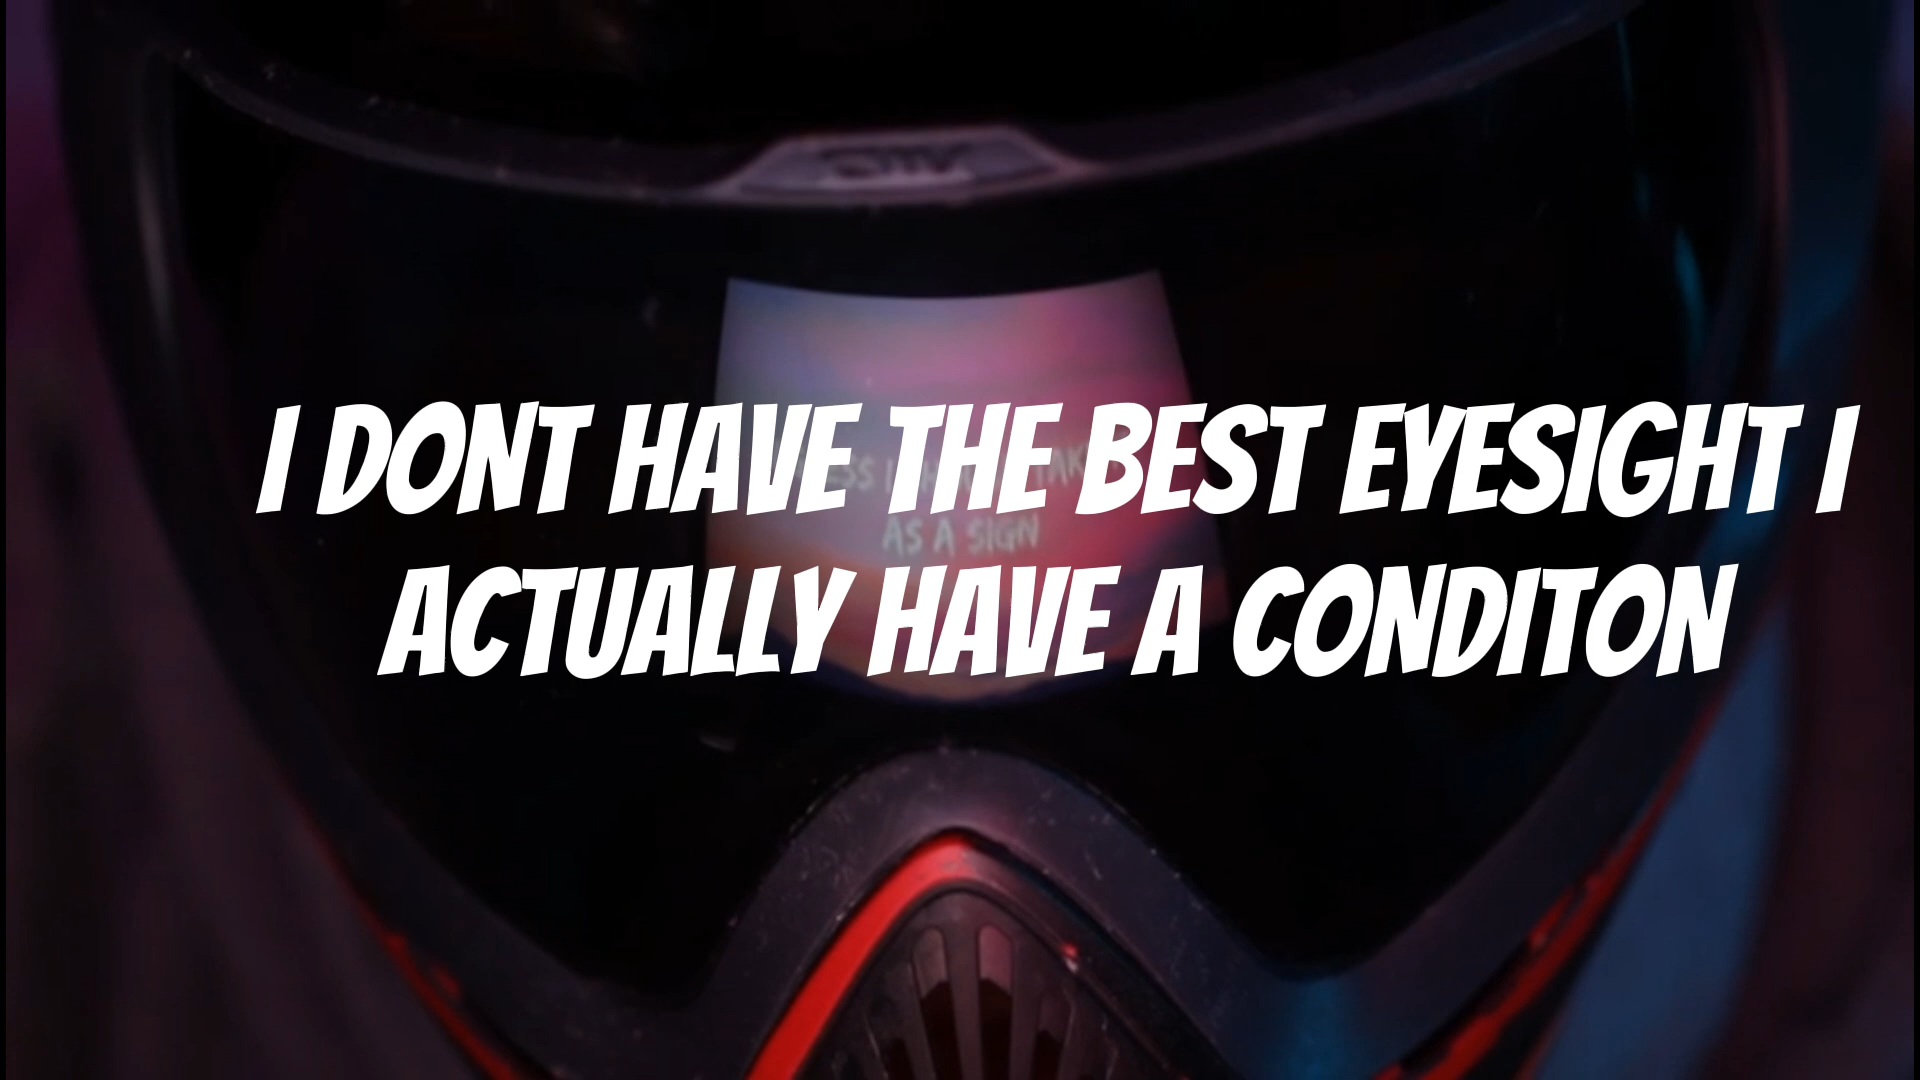 I DONT HAVE THE BEST EYESIGHT I
ACTUALLY HAVE A CONDITON
AS A SIGN